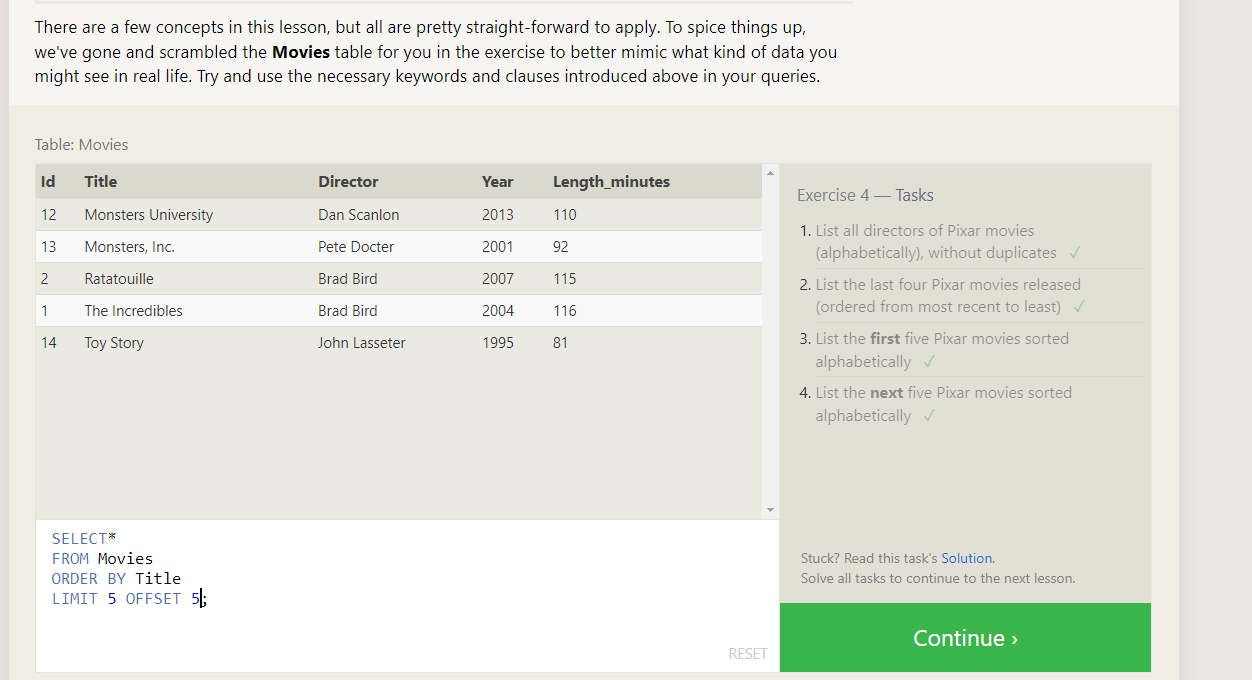 There are a few concepts in this lesson, but all are pretty straight-forward to apply. To spice things up,
we've gone and scrambled the Movies table for you in the exercise to better mimic what kind of data you
might see in real life. Try and use the necessary keywords and clauses introduced above in your queries.
Table: Movies
Id Title Director Year Length_minutes
12 Monsters University Dan Scanlon 2013 110
13 Monsters, Inc. Pete Docter 2001 92
2 Ratatouille Brad Bird 2007 115
1 The Incredibles Brad Bird 2004 116
14 Toy Story John Lasseter 1995 81
SELECT*
FROM Movies
ORDER BY Title
LIMIT 5 OFFSET 5;
RESET
Exercise 4 — Tasks
1. List all directors of Pixar movies
(alphabetically), without duplicates ✓
2. List the last four Pixar movies released
(ordered from most recent to least) ✓
3. List the first five Pixar movies sorted
alphabetically ✓
4. List the next five Pixar movies sorted
alphabetically ✓
Stuck? Read this task's Solution.
Solve all tasks to continue to the next lesson.
Continue ›